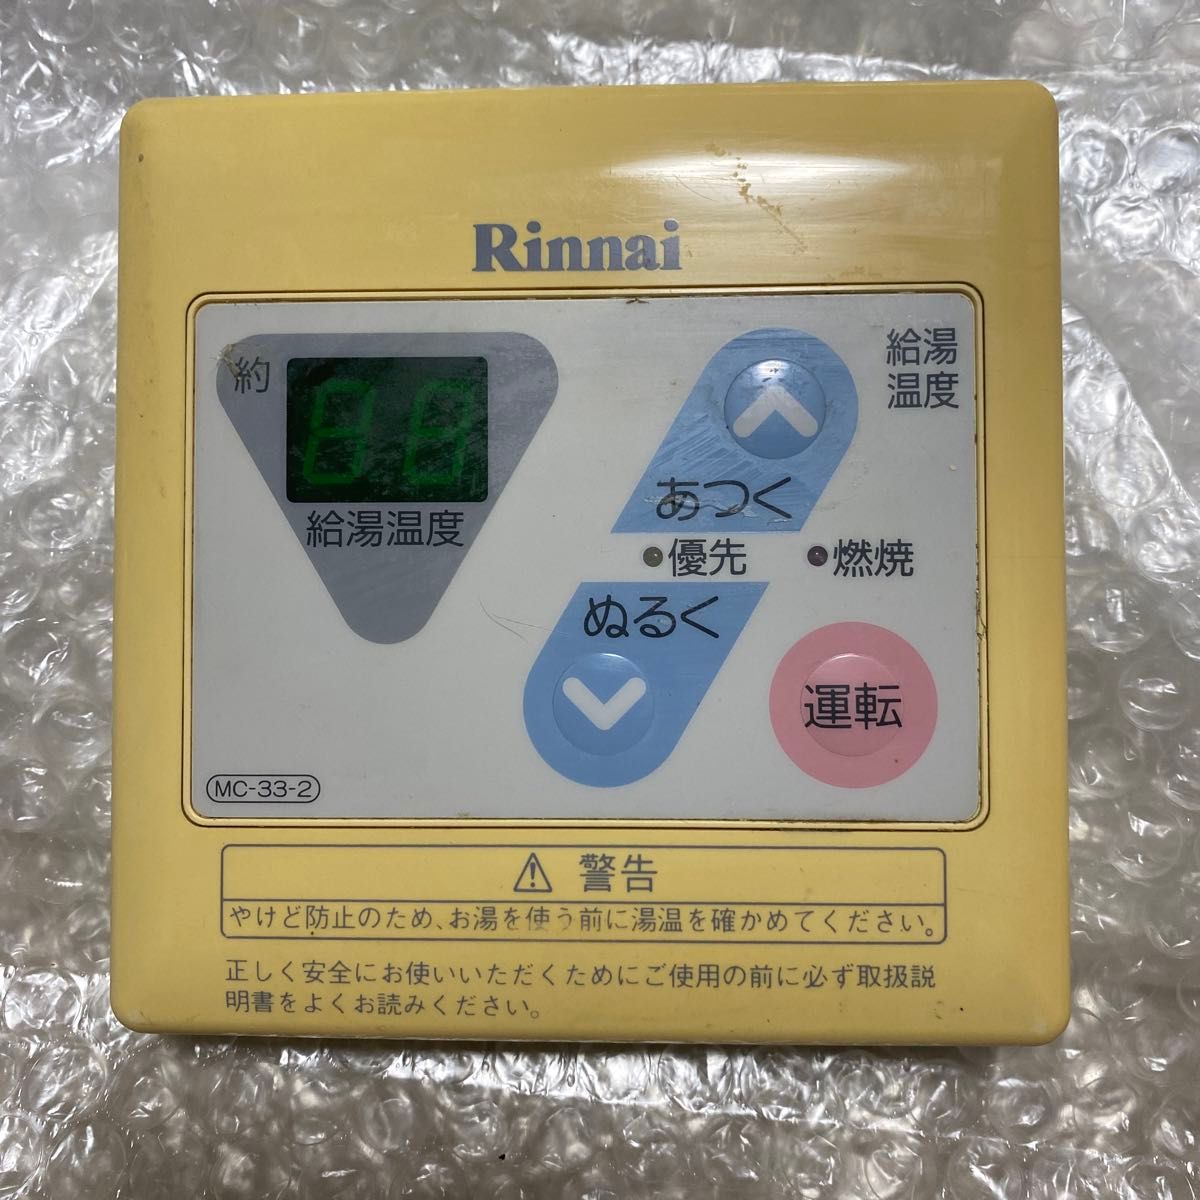 Rinnai
約
給湯温度
給湯
温度
あつく
優先
燃焼
ぬるく
運転
MC-33-2
警告
やけど防止のため、お湯を使う前に湯温を確かめてください。
正しく安全にお使いいただくためにご使用の前に必ず取扱説
明書をよくお読みください。